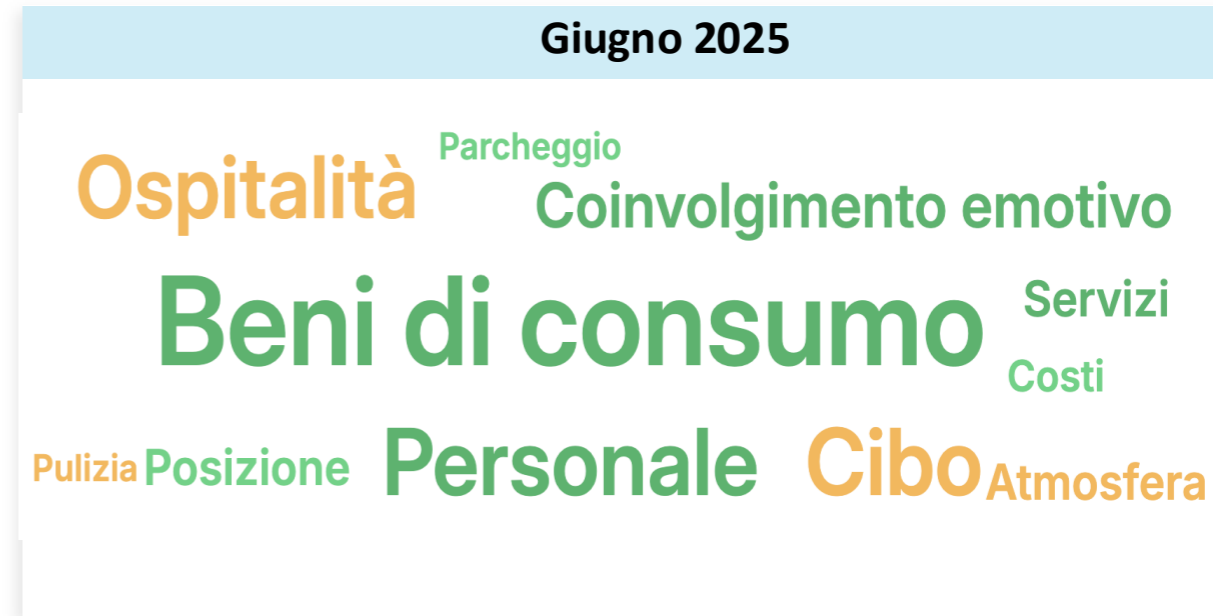 Giugno 2025
Parcheggio
Ospitalità
Coinvolgimento emotivo
Beni di consumo
Servizi
Costi
Pulizia
Posizione
Personale
Cibo
Atmosfera